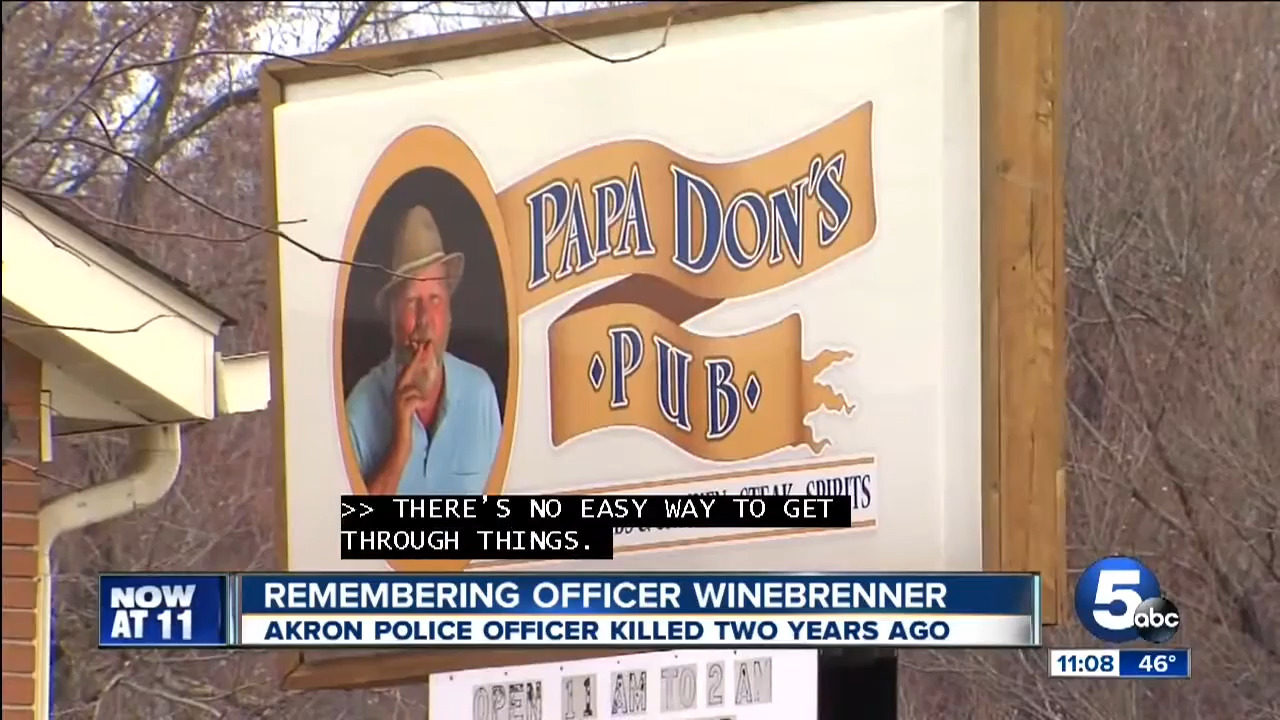 PAPA DON'S
PUB
STEAK SPIRITS
>> THERE'S NO EASY WAY TO GET
THROUGH THINGS.
NOW
AT 11
REMEMBERING OFFICER WINEBRENNER
AKRON POLICE OFFICER KILLED TWO YEARS AGO
5
abc
11:08 46°
OPEN 11 AM TO 2 AM